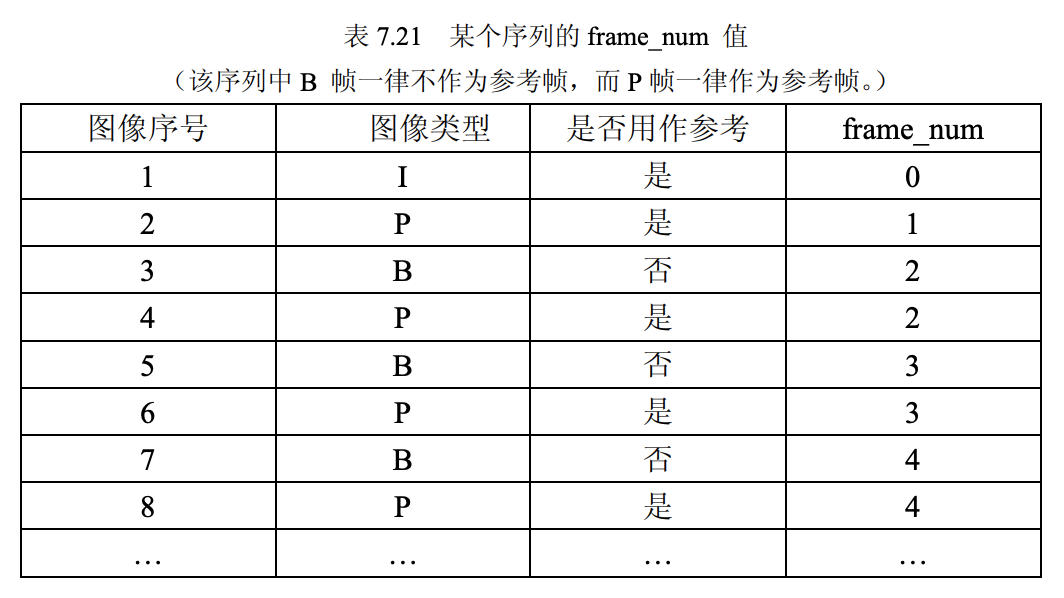 表 7.21 某个序列的 frame_num 值
（该序列中 B 帧一律不作为参考帧，而 P 帧一律作为参考帧。）
图像序号 图像类型 是否用作参考 frame_num
1 I 是 0
2 P 是 1
3 B 否 2
4 P 是 2
5 B 否 3
6 P 是 3
7 B 否 4
8 P 是 4
… … … …